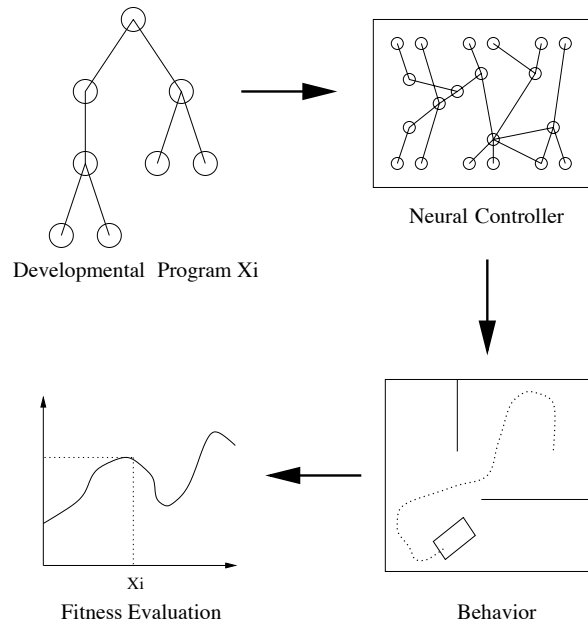 Neural Controller
Developmental Program Xi
Xi
Fitness Evaluation
Behavior